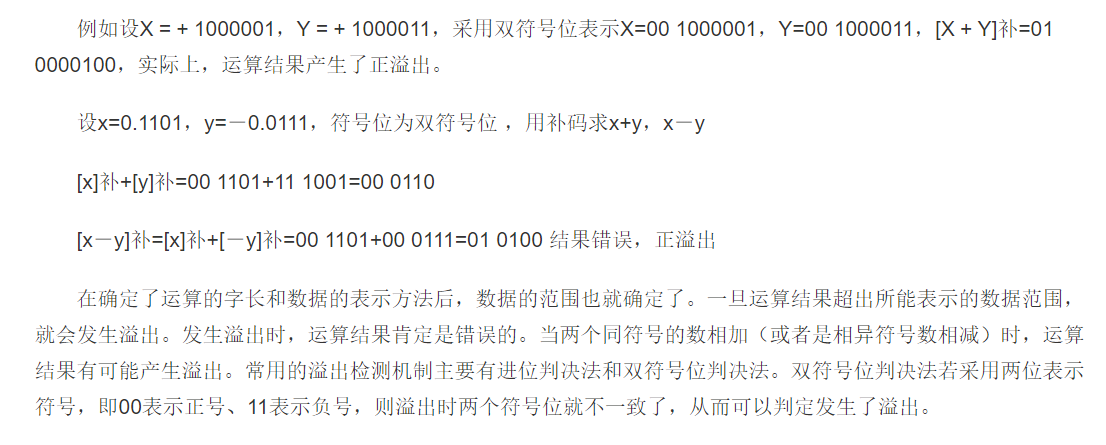 例如设X = + 1000001，Y = + 1000011，采用双符号位表示X=00 1000001，Y=00 1000011，[X + Y]补=01
0000100，实际上，运算结果产生了正溢出。
设x=0.1101，y=－0.0111，符号位为双符号位 ，用补码求x+y，x－y
[x]补+[y]补=00 1101+11 1001=00 0110
[x－y]补=[x]补+[－y]补=00 1101+00 0111=01 0100 结果错误，正溢出
在确定了运算的字长和数据的表示方法后，数据的范围也就确定了。一旦运算结果超出所能表示的数据范围，
就会发生溢出。发生溢出时，运算结果肯定是错误的。当两个同符号的数相加（或者是相异符号数相减）时，运算
结果有可能产生溢出。常用的溢出检测机制主要有进位判决法和双符号位判决法。双符号位判决法若采用两位表示
符号，即00表示正号、11表示负号，则溢出时两个符号位就不一致了，从而可以判定发生了溢出。